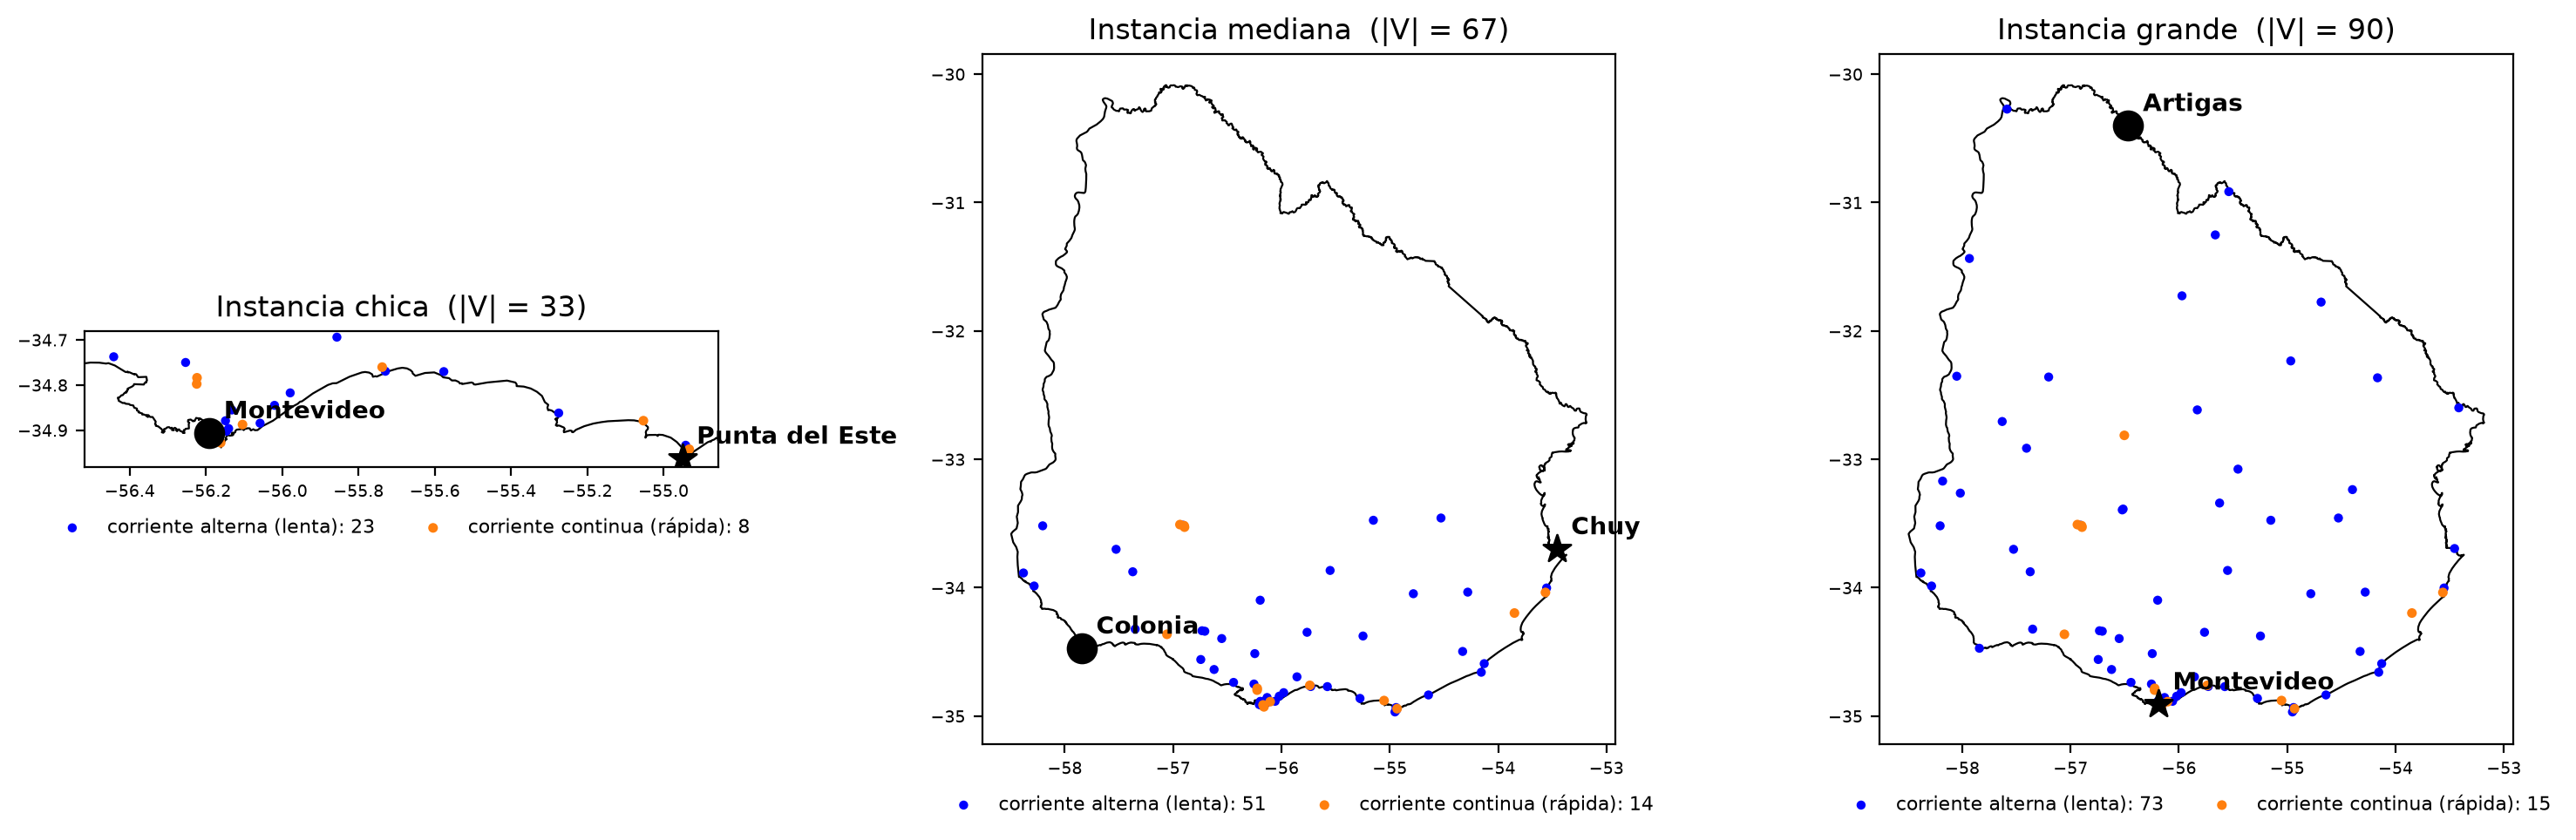 Instancia chica (|V| = 33)
−34.7
−34.8
−34.9
Montevideo
Punta del Este
−56.4 −56.2 −56.0 −55.8 −55.6 −55.4 −55.2 −55.0
corriente alterna (lenta): 23 corriente continua (rápida): 8
Instancia mediana (|V| = 67)
−30
−31
−32
−33
−34
−35
Chuy
Colonia
−58 −57 −56 −55 −54 −53
corriente alterna (lenta): 51 corriente continua (rápida): 14
Instancia grande (|V| = 90)
−30
−31
−32
−33
−34
−35
Artigas
Montevideo
−58 −57 −56 −55 −54 −53
corriente alterna (lenta): 73 corriente continua (rápida): 15